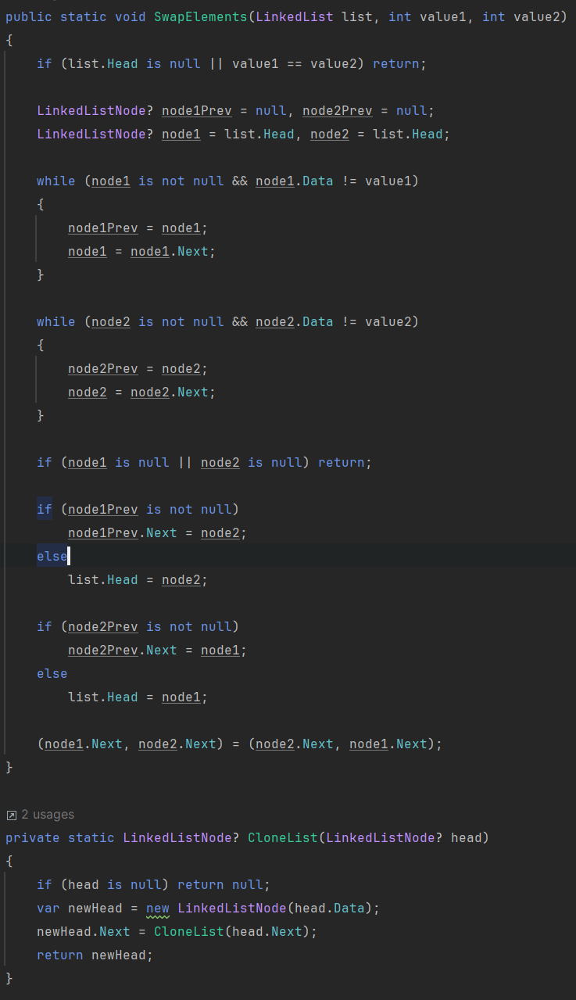 public static void SwapElements(LinkedList list, int value1, int value2)
{
    if (list.Head is null || value1 == value2) return;

    LinkedListNode? node1Prev = null, node2Prev = null;
    LinkedListNode? node1 = list.Head, node2 = list.Head;

    while (node1 is not null && node1.Data != value1)
    {
        node1Prev = node1;
        node1 = node1.Next;
    }

    while (node2 is not null && node2.Data != value2)
    {
        node2Prev = node2;
        node2 = node2.Next;
    }

    if (node1 is null || node2 is null) return;

    if (node1Prev is not null)
        node1Prev.Next = node2;
    else
        list.Head = node2;

    if (node2Prev is not null)
        node2Prev.Next = node1;
    else
        list.Head = node1;

    (node1.Next, node2.Next) = (node2.Next, node1.Next);
}

2 usages
private static LinkedListNode? CloneList(LinkedListNode? head)
{
    if (head is null) return null;
    var newHead = new LinkedListNode(head.Data);
    newHead.Next = CloneList(head.Next);
    return newHead;
}